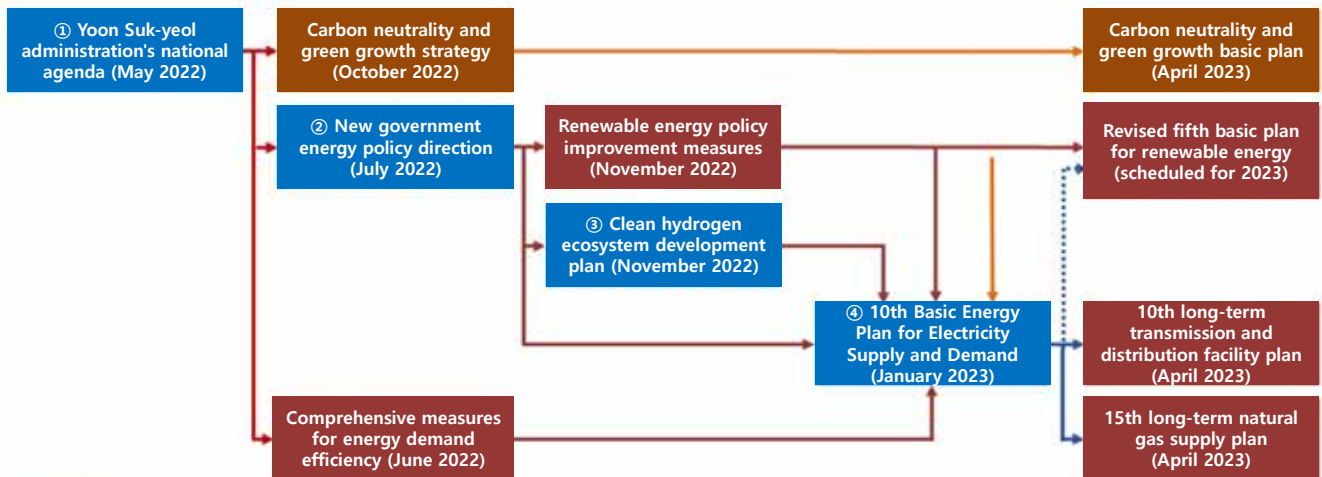 ① Yoon Suk-yeol
administration's national
agenda (May 2022)
Carbon neutrality and
green growth strategy
(October 2022)
Carbon neutrality and
green growth basic plan
(April 2023)
② New government
energy policy direction
(July 2022)
Renewable energy policy
improvement measures
(November 2022)
Revised fifth basic plan
for renewable energy
(scheduled for 2023)
③ Clean hydrogen
ecosystem development
plan (November 2022)
④ 10th Basic Energy
Plan for Electricity
Supply and Demand
(January 2023)
10th long-term
transmission and
distribution facility plan
(April 2023)
Comprehensive measures
for energy demand
efficiency (June 2022)
15th long-term natural
gas supply plan
(April 2023)